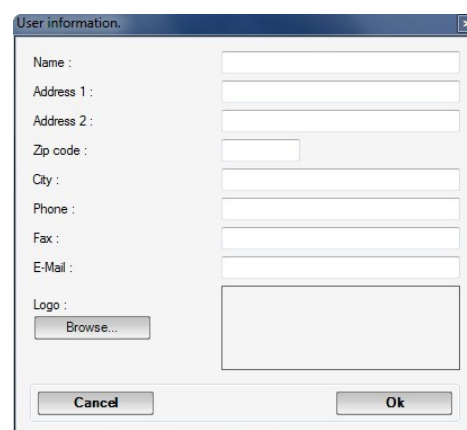 User information.
Name :
Address 1 :
Address 2 :
Zip code :
City :
Phone :
Fax :
E-Mail :
Logo :
Browse...
Cancel Ok